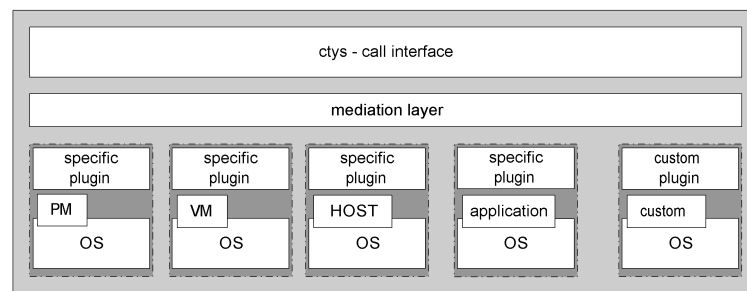 ctys - call interface
mediation layer
specific
plugin
PM
OS
specific
plugin
VM
OS
specific
plugin
HOST
OS
specific
plugin
application
OS
custom
plugin
custom
OS